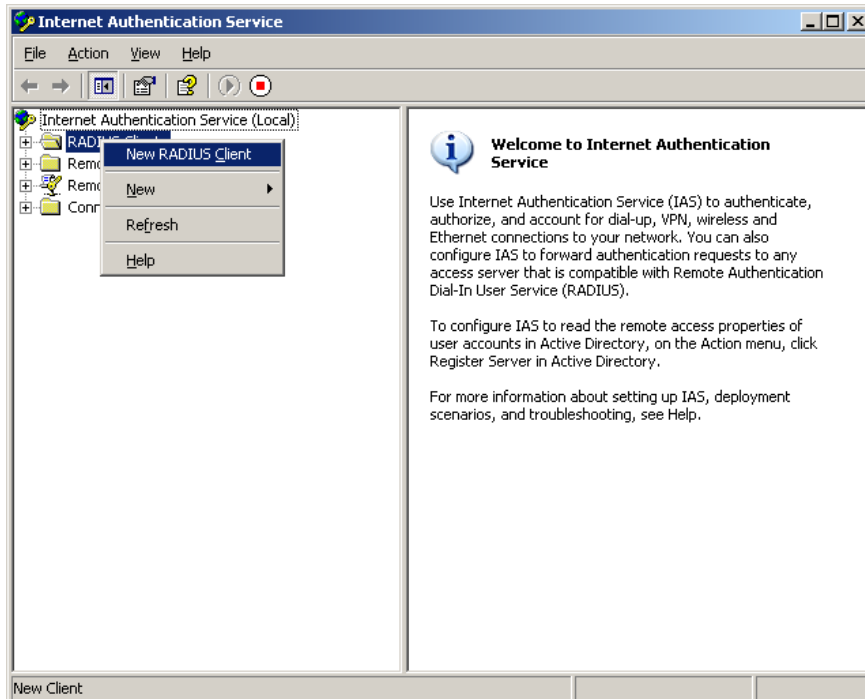 Internet Authentication Service
File Action View Help
Internet Authentication Service (Local)
New RADIUS Client
New
Refresh
Help
Welcome to Internet Authentication
Service
Use Internet Authentication Service (IAS) to authenticate,
authorize, and account for dial-up, VPN, wireless and
Ethernet connections to your network. You can also
configure IAS to forward authentication requests to any
access server that is compatible with Remote Authentication
Dial-In User Service (RADIUS).
To configure IAS to read the remote access properties of
user accounts in Active Directory, on the Action menu, click
Register Server in Active Directory.
For more information about setting up IAS, deployment
scenarios, and troubleshooting, see Help.
New Client